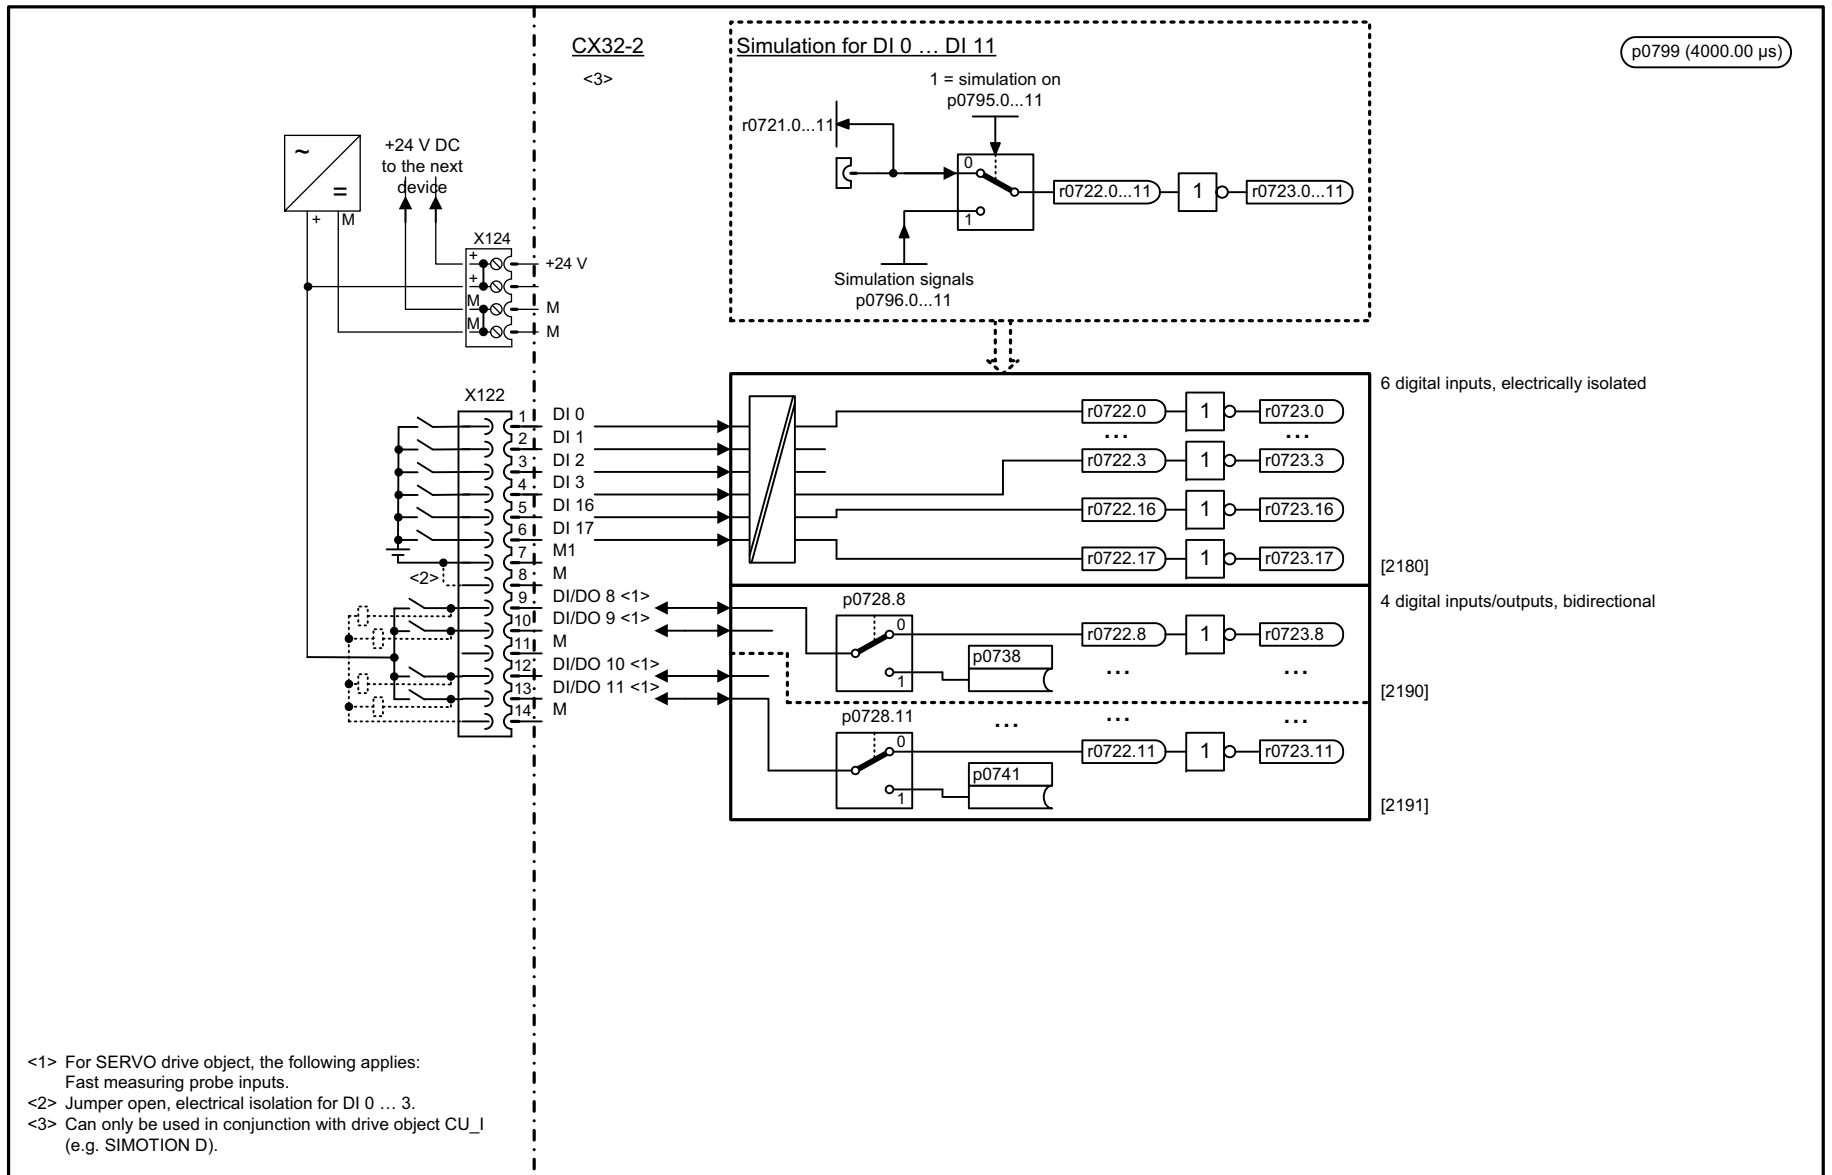 CX32-2
<3>
Simulation for DI 0 … DI 11
p0799 (4000.00 µs)
1 = simulation on
p0795.0...11
r0721.0...11
0
1
r0722.0...11
1
r0723.0...11
Simulation signals
p0796.0...11
~
=
+
M
+24 V DC
to the next
device
X124
+
+24 V
+
M
M
M
M
X122
1
DI 0
2
DI 1
3
DI 2
4
DI 3
5
DI 16
6
DI 17
7
M1
8
M
<2>
9
DI/DO 8 <1>
10
DI/DO 9 <1>
11
M
12
DI/DO 10 <1>
13
DI/DO 11 <1>
14
M
6 digital inputs, electrically isolated
r0722.0
1
r0723.0
...
...
r0722.3
1
r0723.3
r0722.16
1
r0723.16
r0722.17
1
r0723.17
[2180]
4 digital inputs/outputs, bidirectional
p0728.8
0
1
r0722.8
1
r0723.8
p0738
...
...
[2190]
p0728.11
...
...
...
0
1
r0722.11
1
r0723.11
p0741
[2191]
<1> For SERVO drive object, the following applies:
Fast measuring probe inputs.
<2> Jumper open, electrical isolation for DI 0 … 3.
<3> Can only be used in conjunction with drive object CU_I
(e.g. SIMOTION D).